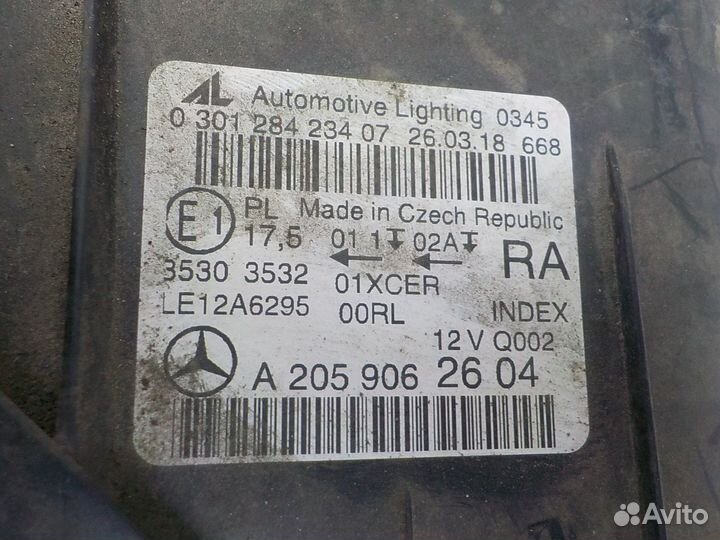 AL Automotive Lighting 0345
0 301 284 234 07 26.03.18 668
E1 PL Made in Czech Republic
17,5 01 1 02A RA
3530 3532 01XCER
LE12A6295 00RL INDEX
12 V Q002
A 205 906 26 04
Avito